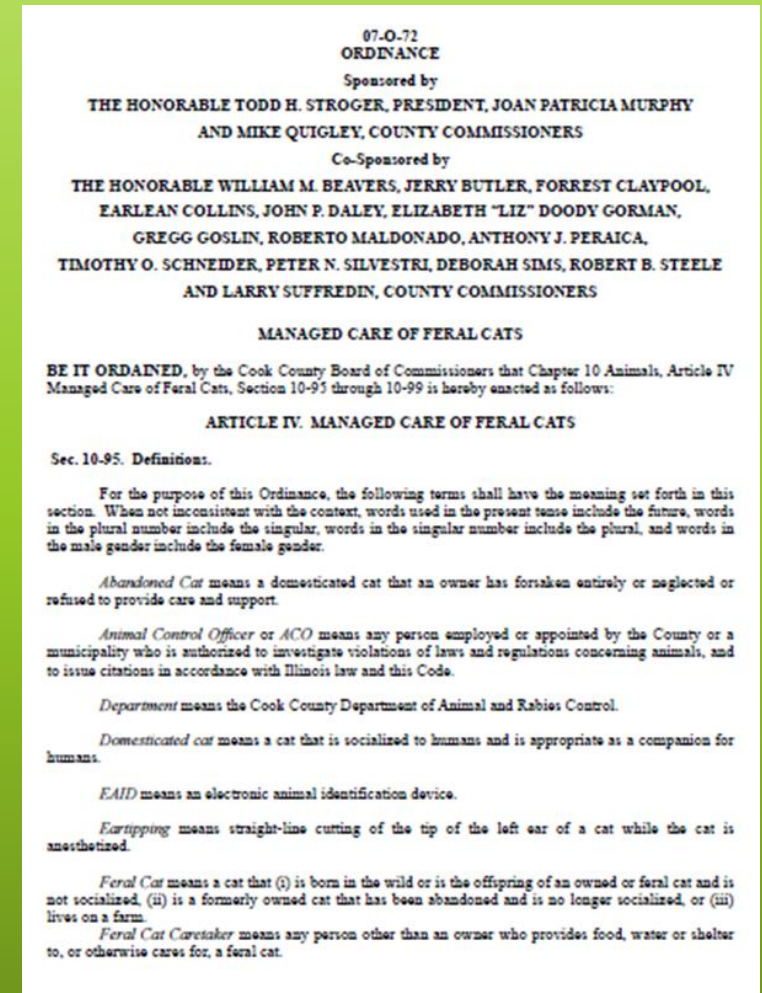 07-O-72
ORDINANCE
Sponsored by
THE HONORABLE TODD H. STROGER, PRESIDENT, JOAN PATRICIA MURPHY
AND MIKE QUIGLEY, COUNTY COMMISSIONERS
Co-Sponsored by
THE HONORABLE WILLIAM M. BEAVERS, JERRY BUTLER, FORREST CLAYPOOL,
EARLEAN COLLINS, JOHN P. DALEY, ELIZABETH “LIZ” DOODY GORMAN,
GREGG GOSLIN, ROBERTO MALDONADO, ANTHONY J. PERAICA,
TIMOTHY O. SCHNEIDER, PETER N. SILVESTRI, DEBORAH SIMS, ROBERT B. STEELE
AND LARRY SUFFREDIN, COUNTY COMMISSIONERS
MANAGED CARE OF FERAL CATS
BE IT ORDAINED, by the Cook County Board of Commissioners that Chapter 10 Animals, Article IV
Managed Care of Feral Cats, Section 10-95 through 10-99 is hereby enacted as follows:
ARTICLE IV. MANAGED CARE OF FERAL CATS
Sec. 10-95. Definitions.
For the purpose of this Ordinance, the following terms shall have the meaning set forth in this
section. When not inconsistent with the context, words used in the present tense include the future, words
in the plural number include the singular, words in the singular number include the plural, and words in
the male gender include the female gender.
Abandoned Cat means a domesticated cat that an owner has forsaken entirely or neglected or
refused to provide care and support.
Animal Control Officer or ACO means any person employed or appointed by the County or a
municipality who is authorized to investigate violations of laws and regulations concerning animals, and
to issue citations in accordance with Illinois law and this Code.
Department means the Cook County Department of Animal and Rabies Control.
Domesticated cat means a cat that is socialized to humans and is appropriate as a companion for
humans.
EAID means an electronic animal identification device.
Eartipping means straight-line cutting of the tip of the left ear of a cat while the cat is
anesthetized.
Feral Cat means a cat that (i) is born in the wild or is the offspring of an owned or feral cat and is
not socialized, (ii) is a formerly owned cat that has been abandoned and is no longer socialized, or (iii)
lives on a farm.
Feral Cat Caretaker means any person other than an owner who provides food, water or shelter
to, or otherwise cares for, a feral cat.